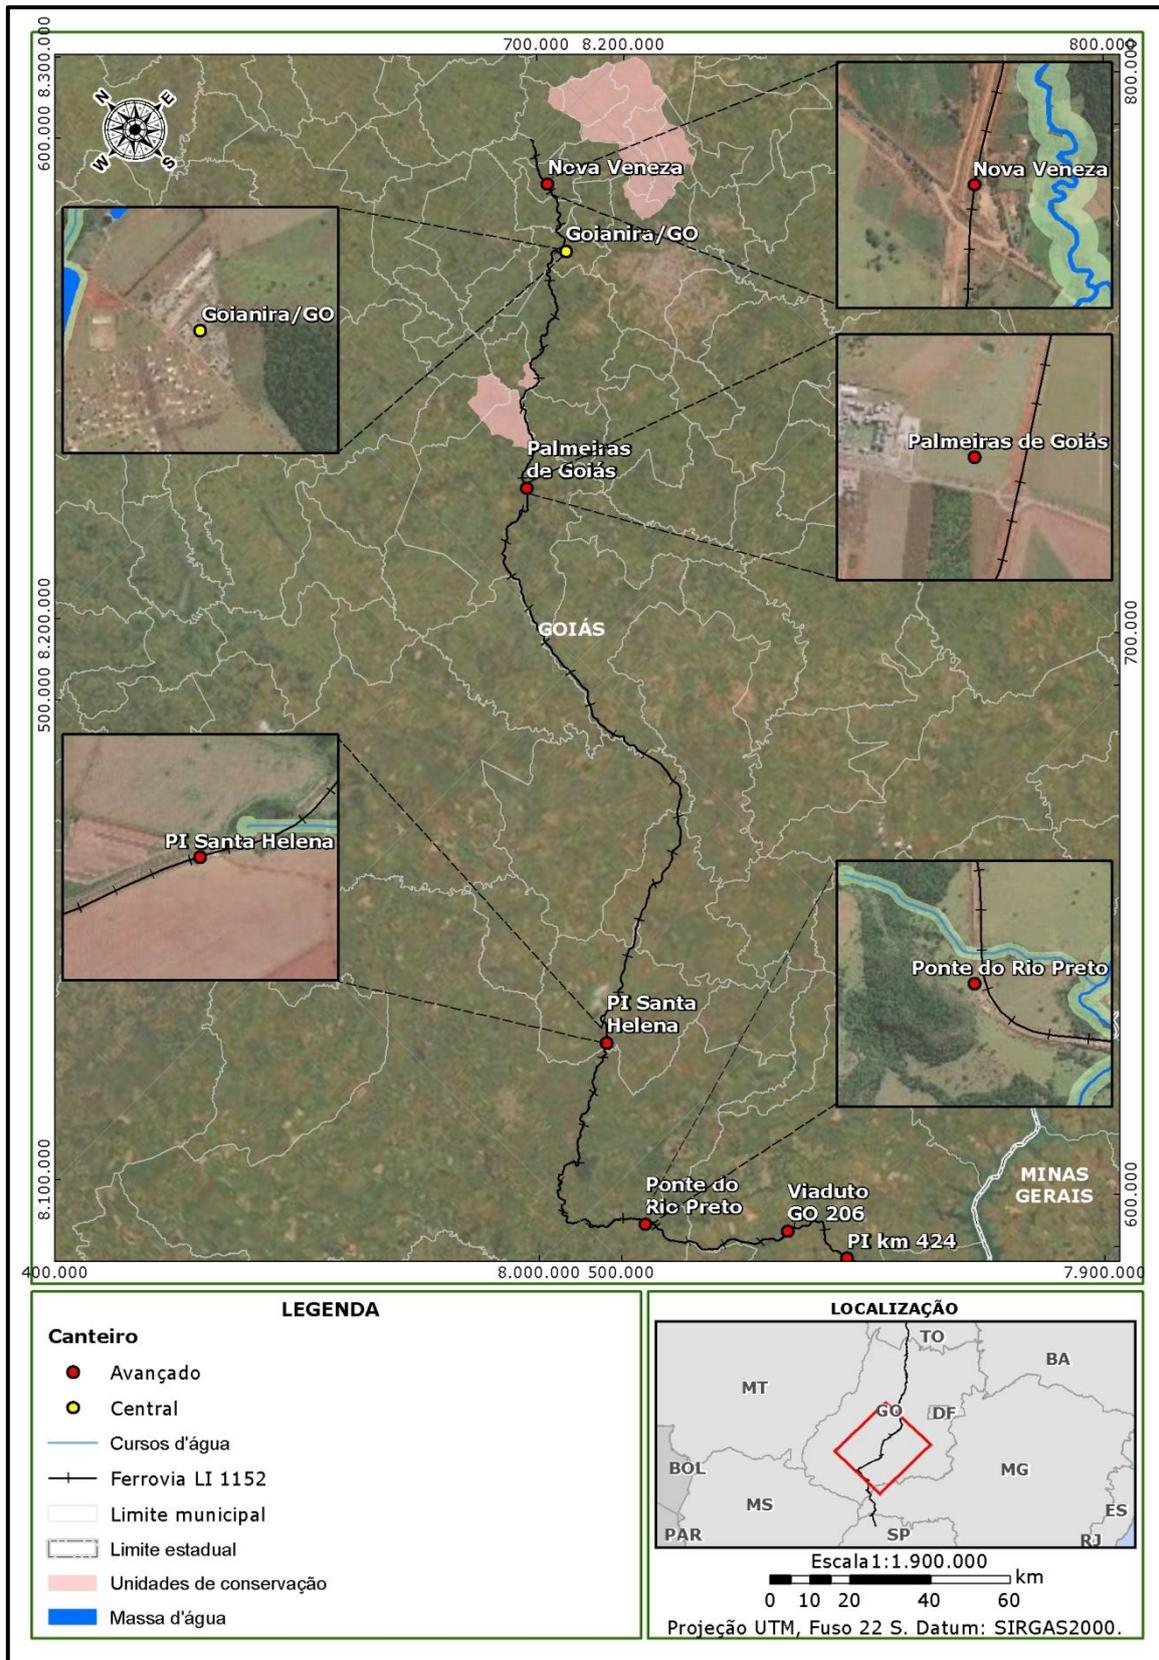 700.000 8.200.000
800.000
8.300.000
600.000
800.000
N
E
W
S
Nova Veneza
Nova Veneza
Goianira/GO
Goianira/GO
Palmeiras de Goiás
Palmeiras
de Goiás
8.200.000
500.000
700.000
GOIÁS
PI Santa Helena
Ponte do Rio Preto
PI Santa
Helena
8.100.000
600.000
MINAS
GERAIS
Ponte do
Rio Preto
Viaduto
GO 206
PI km 424
400.000
8.000.000 500.000
7.900.000
LEGENDA
Canteiro
Avançado
Central
Cursos d'água
Ferrovia LI 1152
Limite municipal
Limite estadual
Unidades de conservação
Massa d'água
LOCALIZAÇÃO
TO
BA
MT
GO
DF
BOL
MG
MS
ES
PAR
SP
RJ
Escala1:1.900.000
km
0 10 20 40 60
Projeção UTM, Fuso 22 S. Datum: SIRGAS2000.